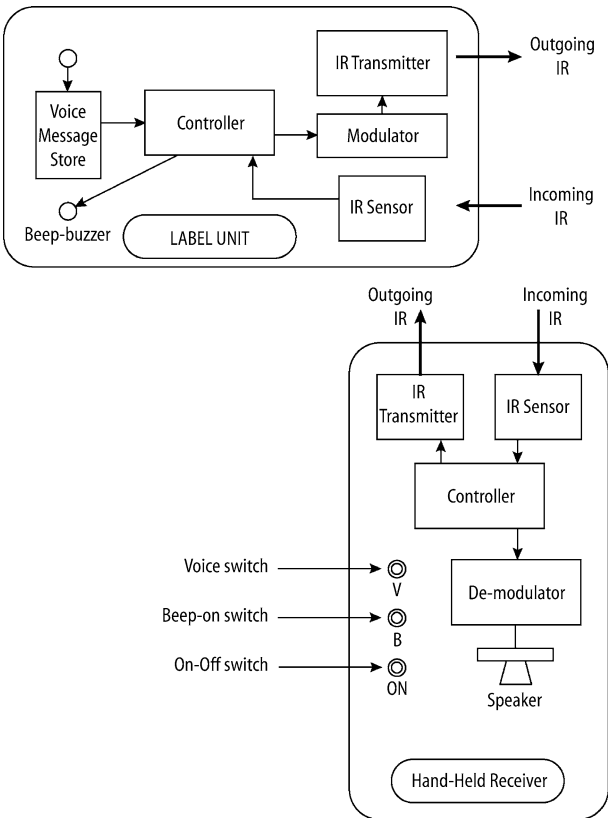 IR Transmitter
Outgoing
IR
Voice
Message
Store
Controller
Modulator
IR Sensor
Incoming
IR
Beep-buzzer
LABEL UNIT
Outgoing
IR
Incoming
IR
IR
Transmitter
IR Sensor
Controller
Voice switch
V
De-modulator
Beep-on switch
B
On-Off switch
ON
Speaker
Hand-Held Receiver